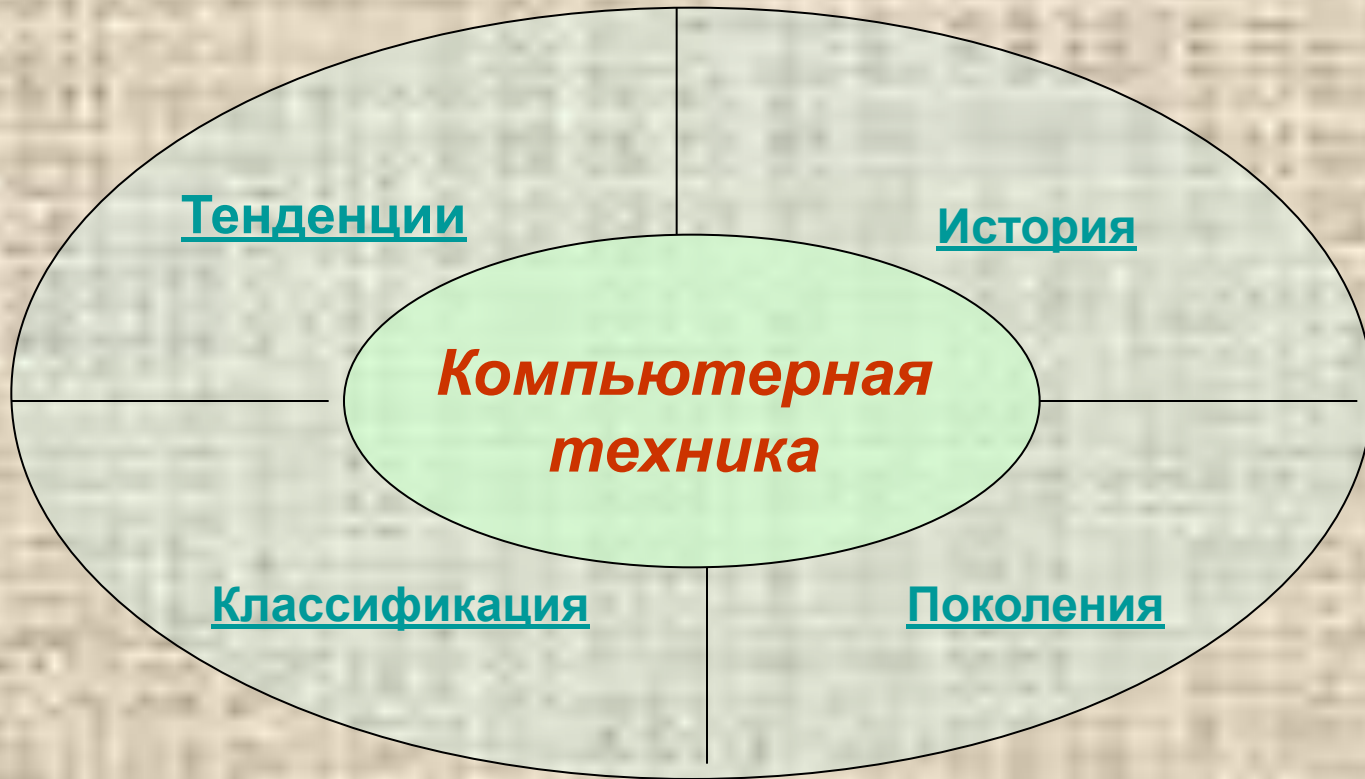 Тенденции
История
Компьютерная
техника
Классификация
Поколения